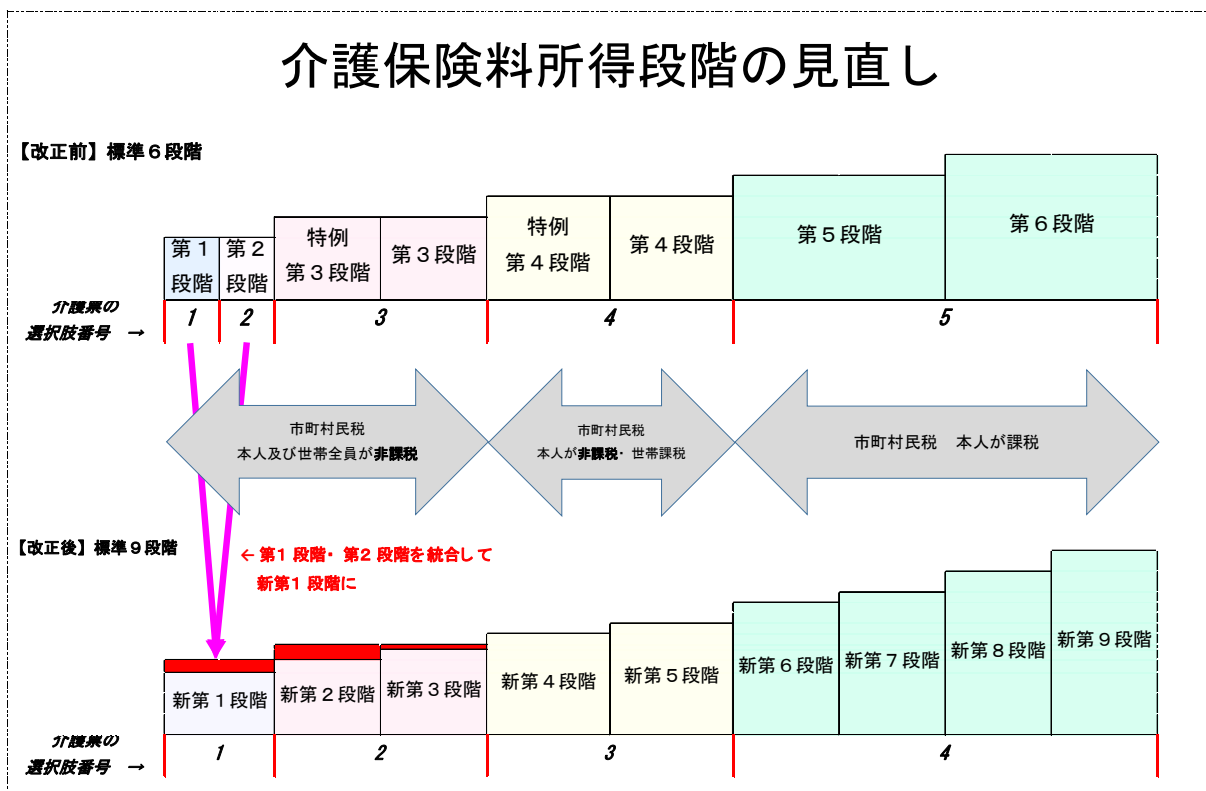 介護保険料所得段階の見直し
【改正前】標準６段階
第１
段階
第２
段階
特例
第３段階
第３段階
特例
第４段階
第４段階
第５段階
第６段階
介護票の
選択肢番号　→
1
2
3
4
5
市町村民税
本人及び世帯全員が非課税
市町村民税
本人が非課税・世帯課税
市町村民税　本人が課税
【改正後】標準９段階
←第１段階・第２段階を統合して
新第１段階に
新第１段階
新第２段階
新第３段階
新第４段階
新第５段階
新第６段階
新第７段階
新第８段階
新第９段階
介護票の
選択肢番号　→
1
2
3
4